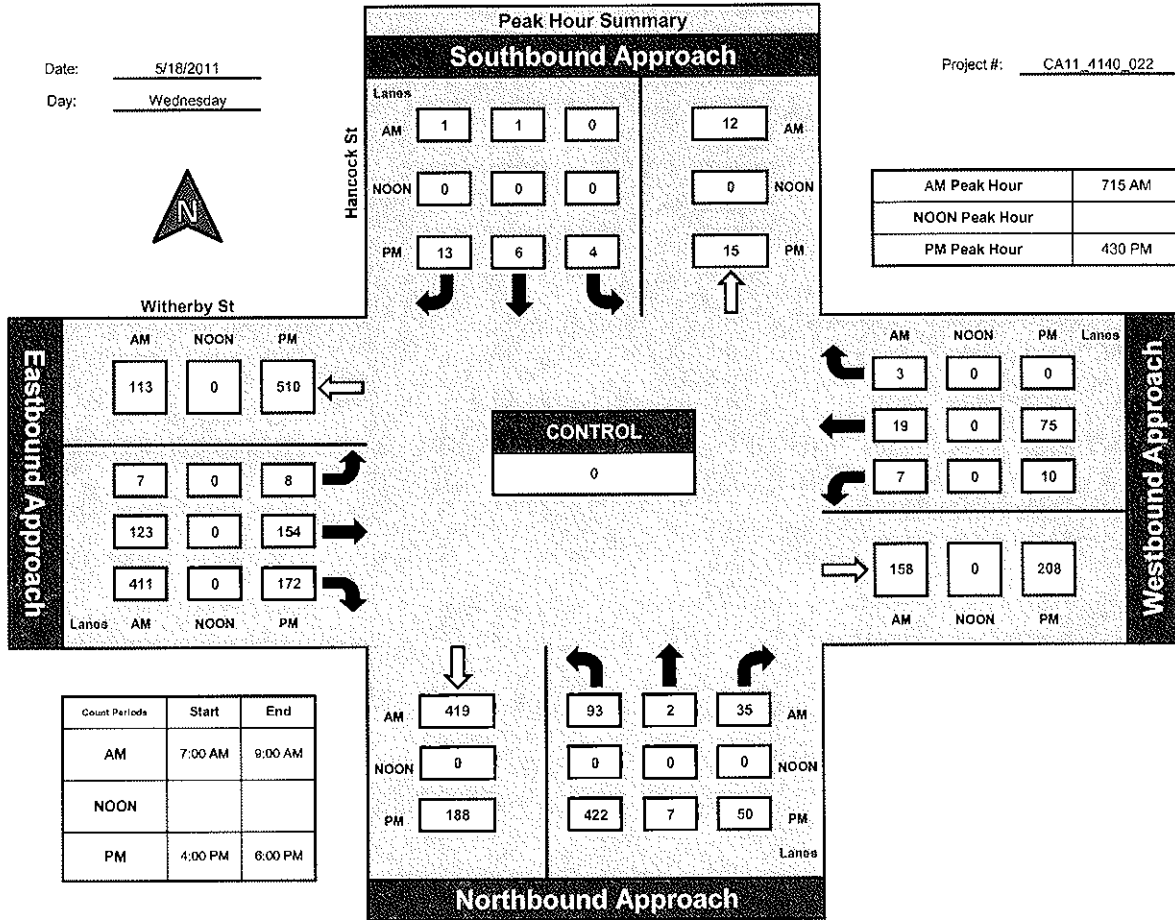 Peak Hour Summary
Southbound Approach
Date: 5/18/2011
Day: Wednesday
Project #: CA11_4140_022
Hancock St
Lanes
AM 1 1 0 12 AM
NOON 0 0 0 0 NOON
PM 13 6 4 15 PM
N
AM Peak Hour 715 AM
NOON Peak Hour
PM Peak Hour 430 PM
Witherby St
Eastbound Approach
AM NOON PM
113 0 510
7 0 8
123 0 154
411 0 172
Lanes AM NOON PM
CONTROL
0
AM NOON PM Lanes
3 0 0
19 0 75
7 0 10
158 0 208
AM NOON PM
Westbound Approach
AM 419 93 2 35 AM
NOON 0 0 0 0 NOON
PM 188 422 7 50 PM
Lanes
Northbound Approach
Count Periods Start End
AM 7:00 AM 9:00 AM
NOON
PM 4:00 PM 6:00 PM